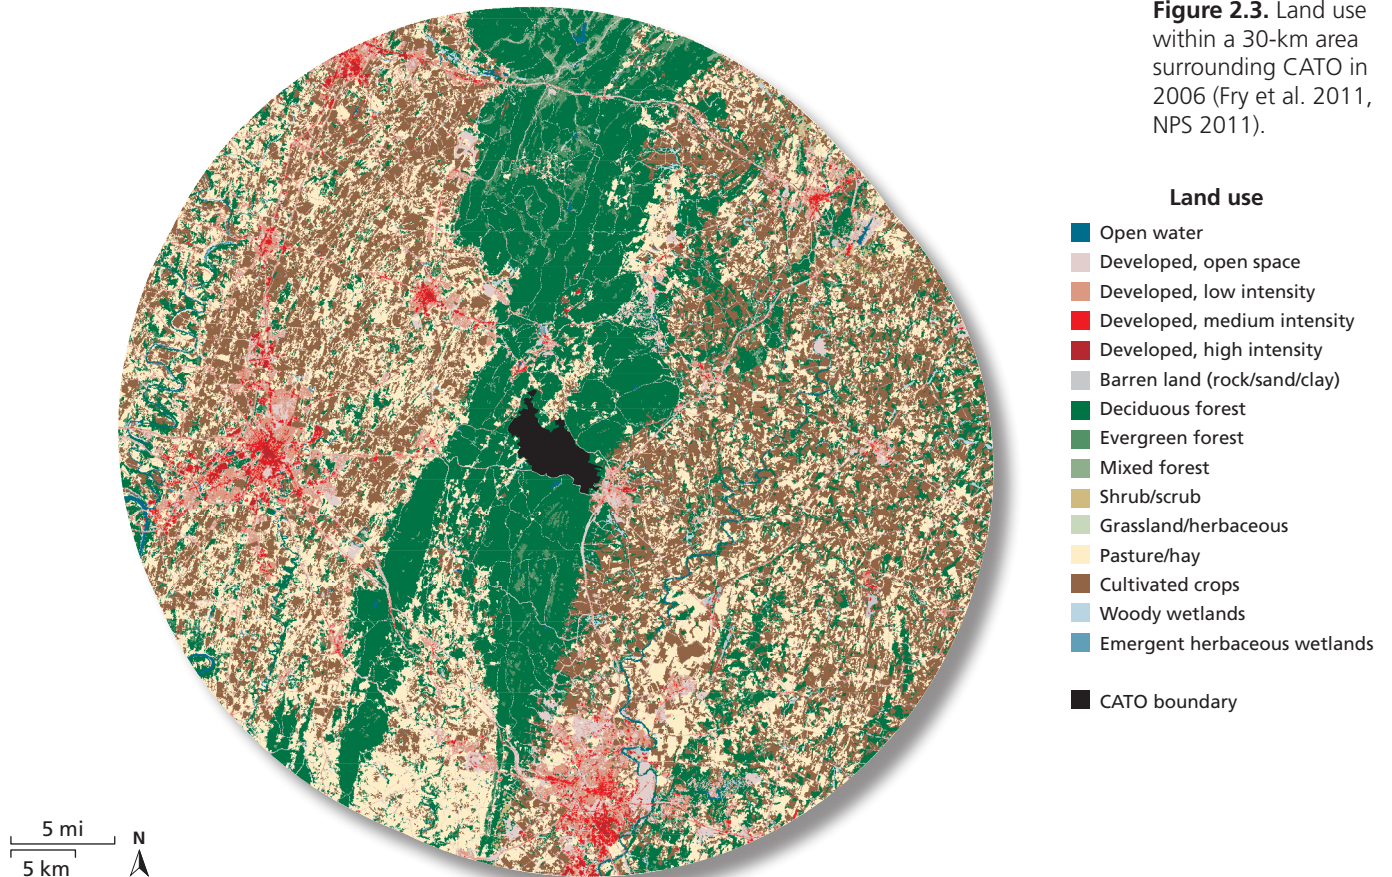 Figure 2.3. Land use
within a 30-km area
surrounding CATO in
2006 (Fry et al. 2011,
NPS 2011).
Land use
Open water
Developed, open space
Developed, low intensity
Developed, medium intensity
Developed, high intensity
Barren land (rock/sand/clay)
Deciduous forest
Evergreen forest
Mixed forest
Shrub/scrub
Grassland/herbaceous
Pasture/hay
Cultivated crops
Woody wetlands
Emergent herbaceous wetlands
CATO boundary
5 mi
5 km
N